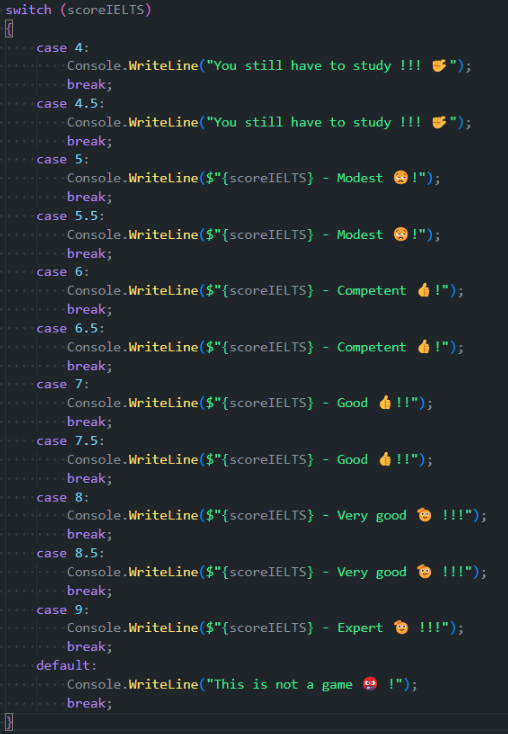 switch (scoreIELTS)
{
case 4:
Console.WriteLine("You still have to study !!! ✊");
break;
case 4.5:
Console.WriteLine("You still have to study !!! ✊");
break;
case 5:
Console.WriteLine($"{scoreIELTS} - Modest 😩!");
break;
case 5.5:
Console.WriteLine($"{scoreIELTS} - Modest 😩!");
break;
case 6:
Console.WriteLine($"{scoreIELTS} - Competent 👍!");
break;
case 6.5:
Console.WriteLine($"{scoreIELTS} - Competent 👍!");
break;
case 7:
Console.WriteLine($"{scoreIELTS} - Good 👍!!");
break;
case 7.5:
Console.WriteLine($"{scoreIELTS} - Good 👍!!");
break;
case 8:
Console.WriteLine($"{scoreIELTS} - Very good 🫡 !!!");
break;
case 8.5:
Console.WriteLine($"{scoreIELTS} - Very good 🫡 !!!");
break;
case 9:
Console.WriteLine($"{scoreIELTS} - Expert 🫡 !!!");
break;
default:
Console.WriteLine("This is not a game 👹 !");
break;
}